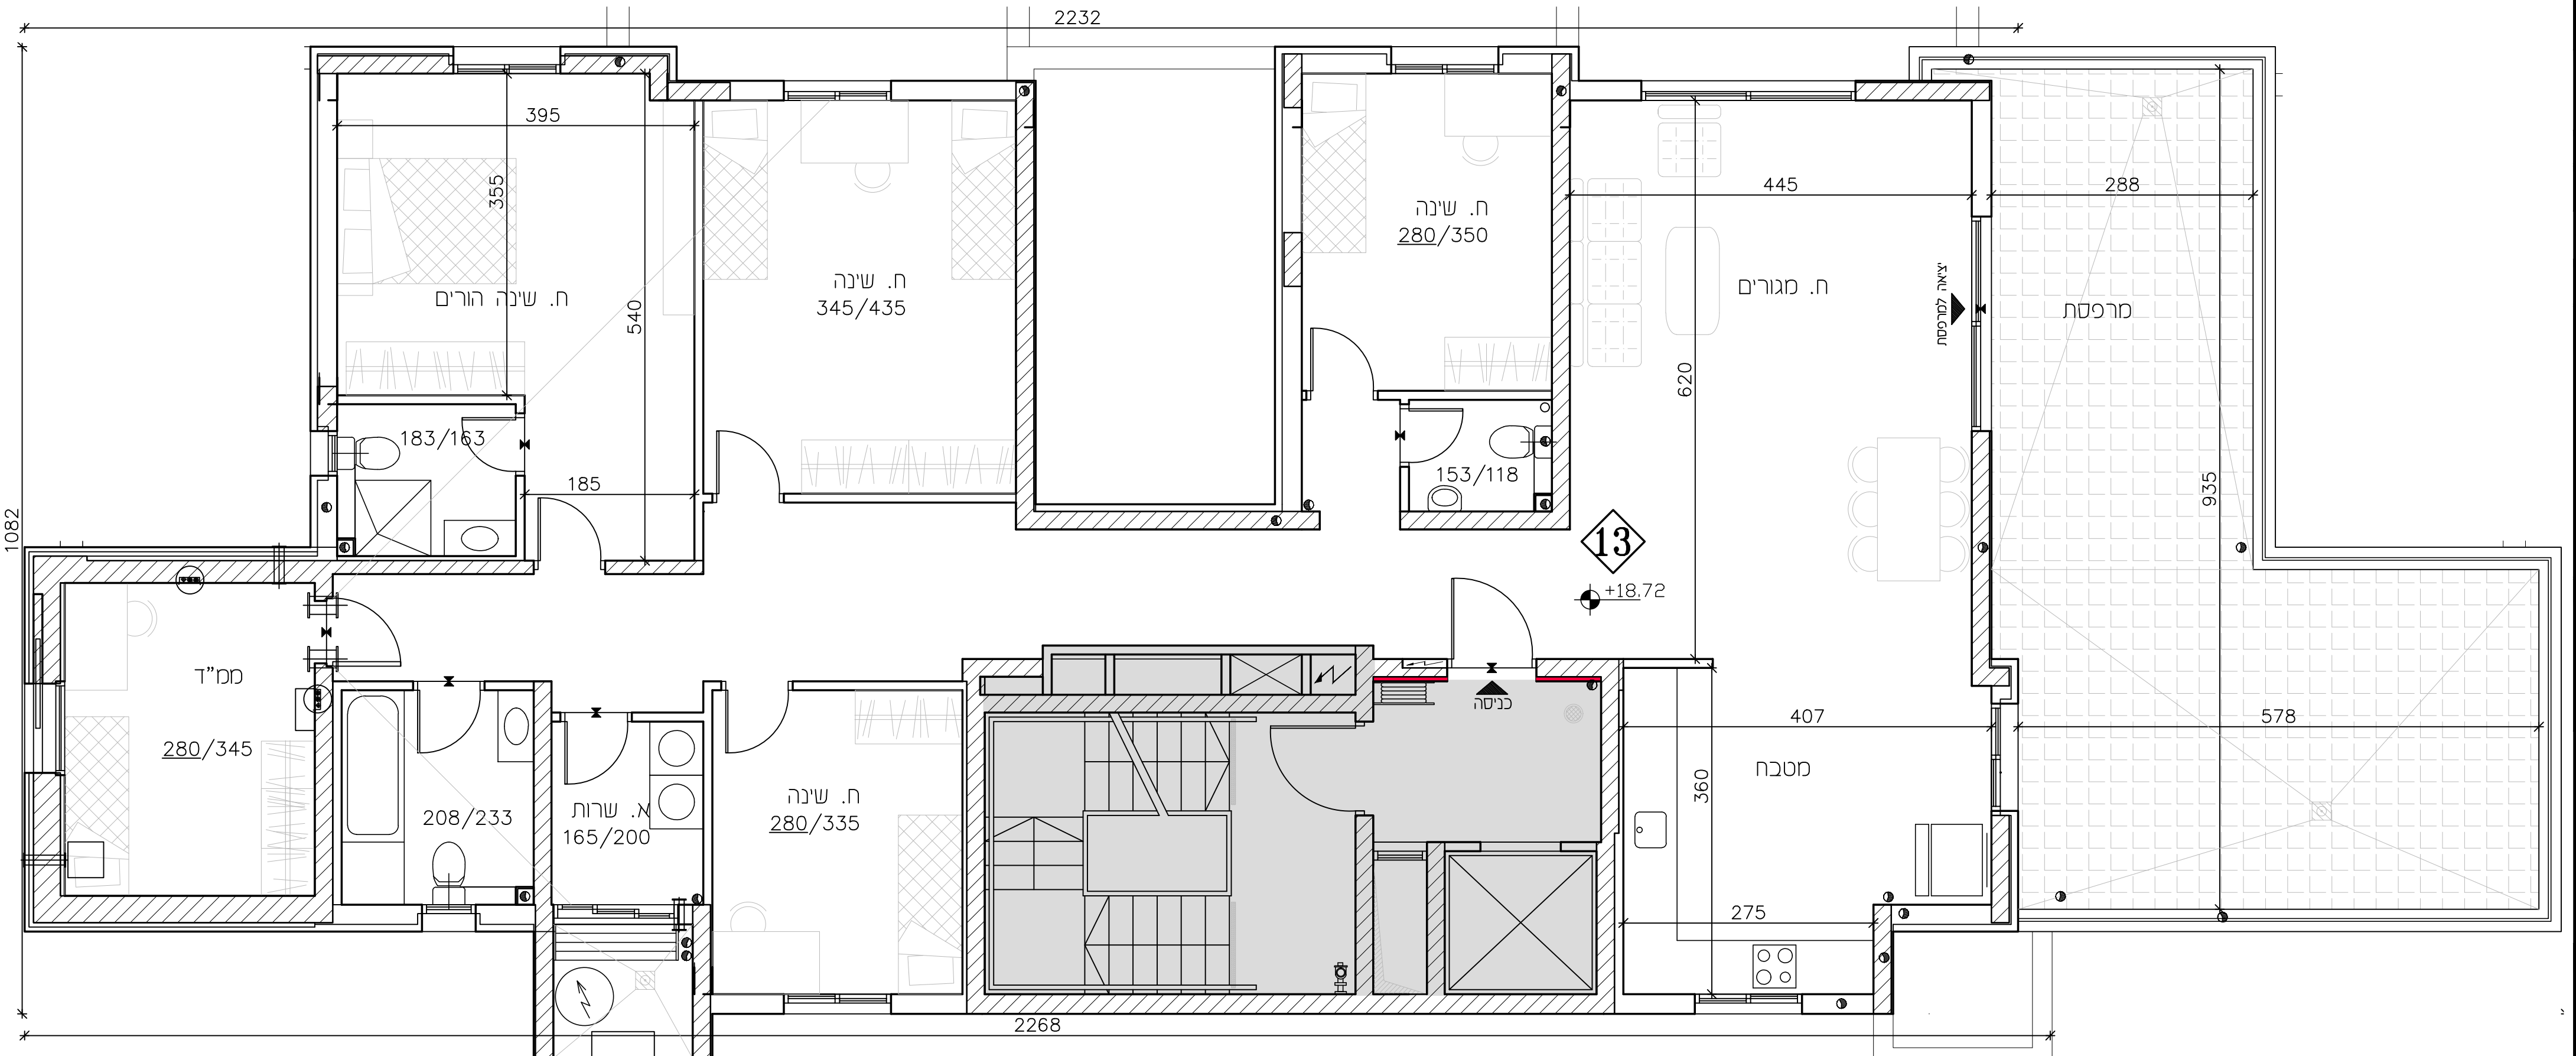 2232
395
355
ח. שינה הורים
540
183/163
185
ח. שינה
345/435
ח. שינה
280/350
153/118
445
ח. מגורים
620
יציאה למרפסת
288
מרפסת
935
13
+18.72
1082
ממ"ד
280/345
208/233
א. שרות
165/200
ח. שינה
280/335
כניסה
407
מטבח
360
275
578
2268